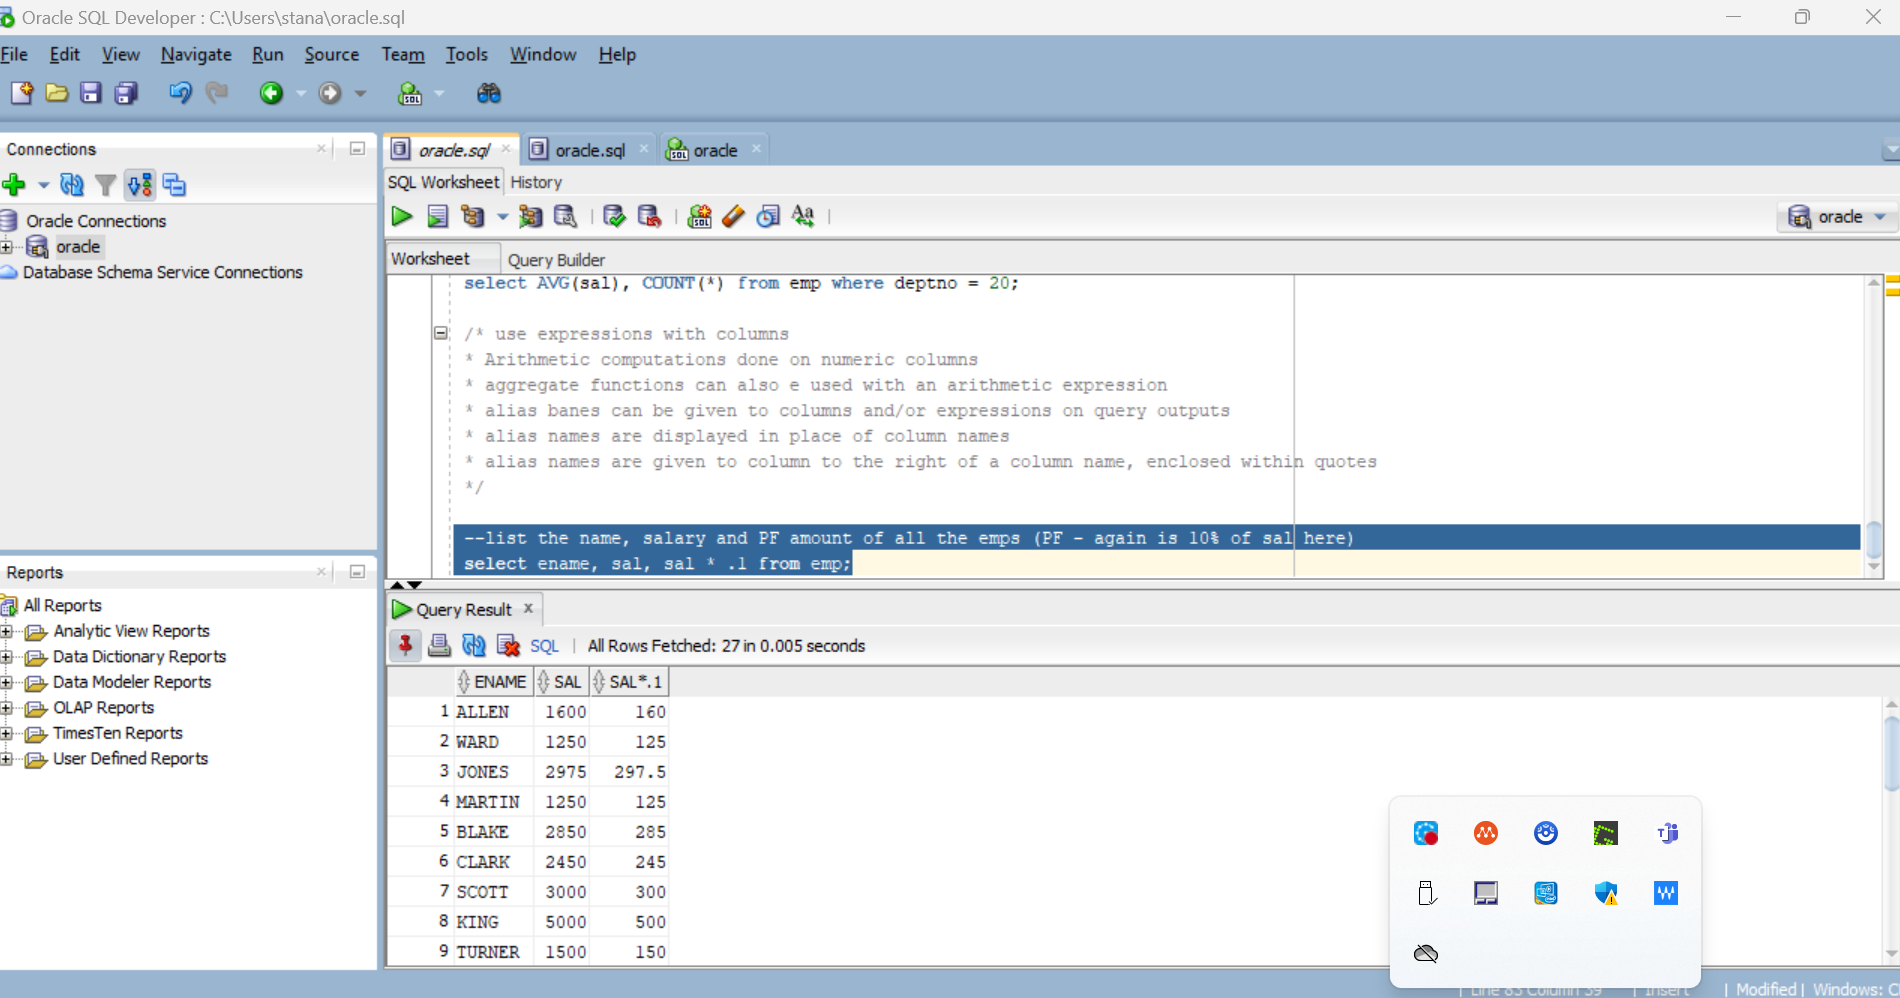 Oracle SQL Developer : C:\Users\stana\oracle.sql
File Edit View Navigate Run Source Team Tools Window Help
Connections
Oracle Connections
oracle
Database Schema Service Connections
Reports
All Reports
Analytic View Reports
Data Dictionary Reports
Data Modeler Reports
OLAP Reports
TimesTen Reports
User Defined Reports
oracle.sql oracle.sql oracle
SQL Worksheet History
oracle
Worksheet Query Builder
select AVG(sal), COUNT(*) from emp where deptno = 20;
/* use expressions with columns
* Arithmetic computations done on numeric columns
* aggregate functions can also e used with an arithmetic expression
* alias banes can be given to columns and/or expressions on query outputs
* alias names are displayed in place of column names
* alias names are given to column to the right of a column name, enclosed within quotes
*/
--list the name, salary and PF amount of all the emps (PF - again is 10% of sal here)
select ename, sal, sal * .1 from emp;
Query Result
SQL | All Rows Fetched: 27 in 0.005 seconds
ENAME SAL SAL*.1
1 ALLEN 1600 160
2 WARD 1250 125
3 JONES 2975 297.5
4 MARTIN 1250 125
5 BLAKE 2850 285
6 CLARK 2450 245
7 SCOTT 3000 300
8 KING 5000 500
9 TURNER 1500 150
| Line 83 Column 39 | Insert | Modified | Windows: C